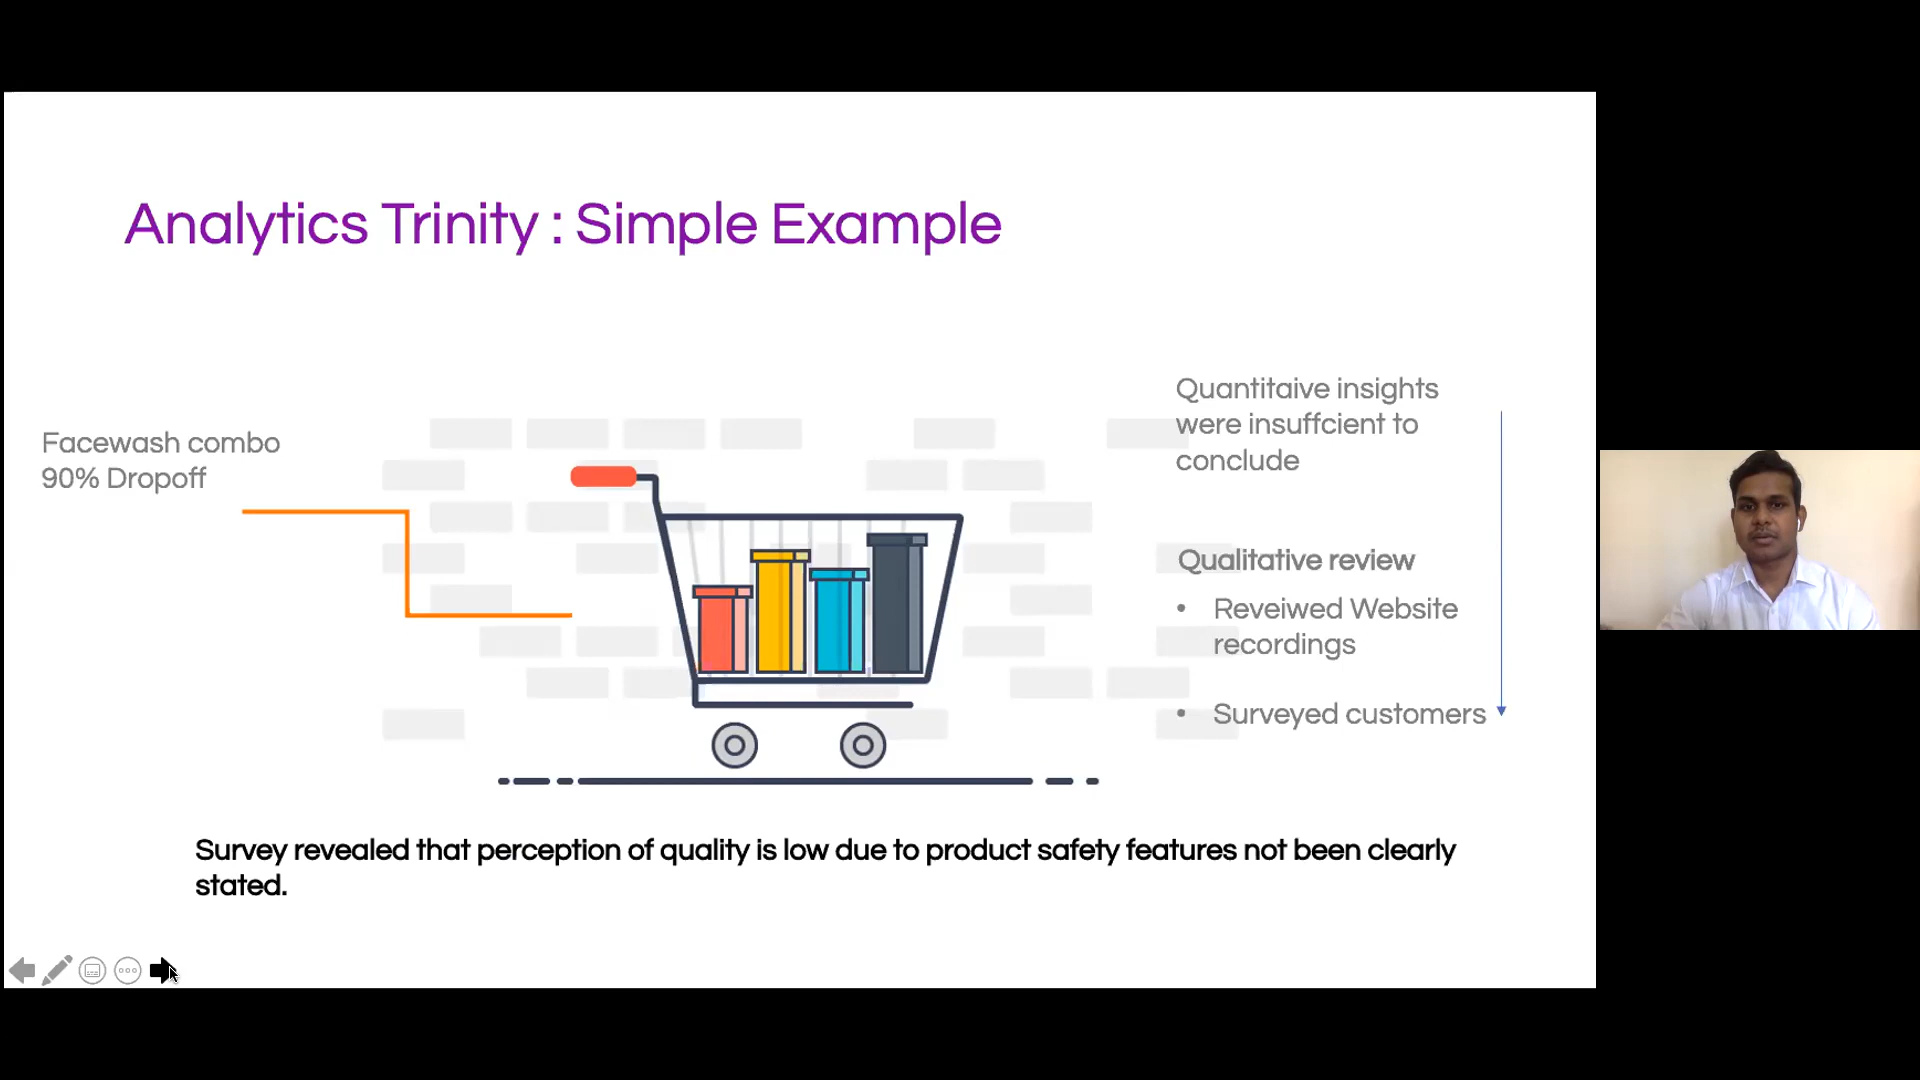 Analytics Trinity : Simple Example
Facewash combo
90% Dropoff
Quantitaive insights
were insuffcient to
conclude
Qualitative review
• Reveiwed Website
recordings
• Surveyed customers
Survey revealed that perception of quality is low due to product safety features not been clearly
stated.